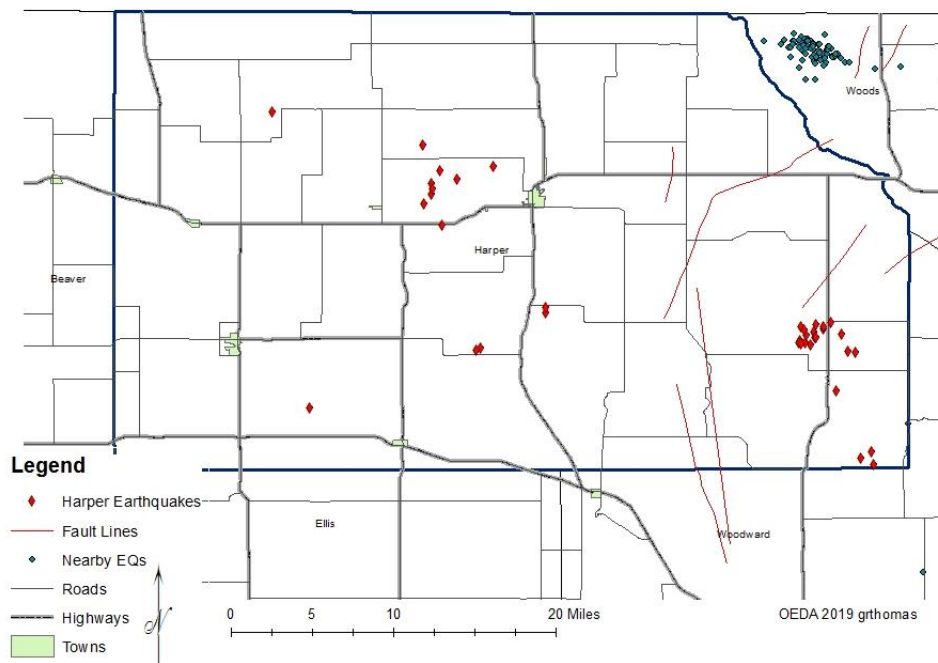 Woods
Harper
Beaver
Legend
Harper Earthquakes
Fault Lines
Nearby EQs
Roads
Highways
Towns
Ellis
Woodward
N
0 5 10 20 Miles
OEDA 2019 grthomas